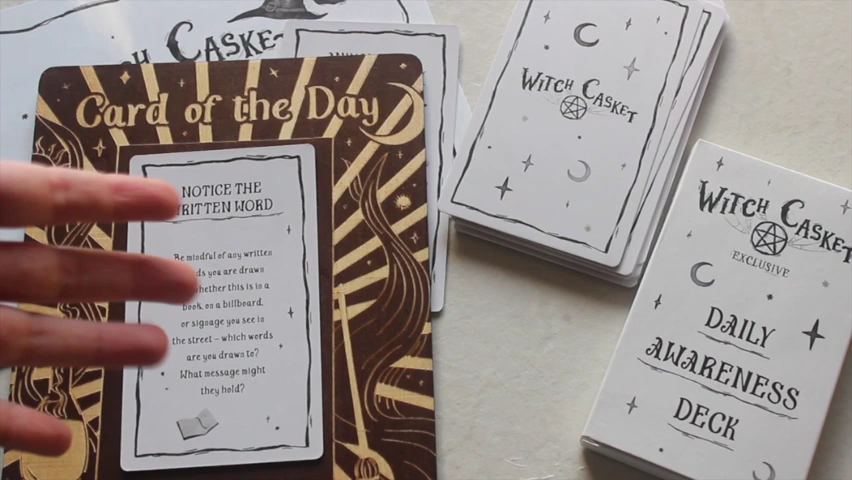 CASKET
Card of the Day
NOTICE THE
WRITTEN WORD
Be mindful of any written
you are drawn
whether this is in a
book, on a billboard,
or signage you see in
the street – which words
are you drawn to?
What message might
they hold?
WITCH CASKET
WITCH CASKET
EXCLUSIVE
DAILY
AWARENESS
DECK